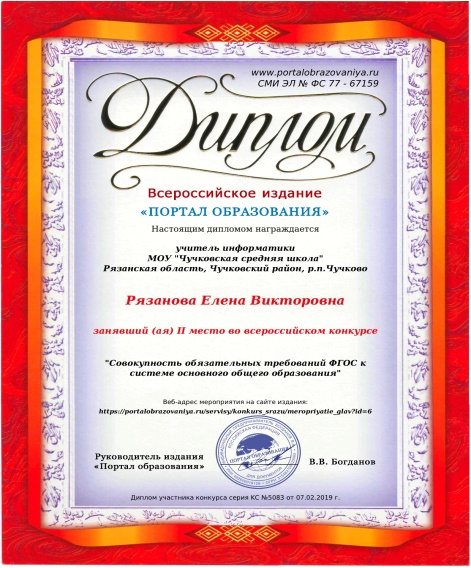 www.portalobrazovaniya.ru
СМИ ЭЛ № ФС 77 - 67159
Диплом
Всероссийское издание
«ПОРТАЛ ОБРАЗОВАНИЯ»
Настоящим дипломом награждается
учитель информатики
МОУ "Чучковская средняя школа"
Рязанская область, Чучковский район, р.п.Чучково
Рязанова Елена Викторовна
занявший (ая) II место во всероссийском конкурсе
"Совокупность обязательных требований ФГОС к
системе основного общего образования"
Веб-адрес мероприятия на сайте издания:
https://portalobrazovaniya.ru/servisy/konkurs_srazu/meropriyatie_glav?id=6
Руководитель издания
«Портал образования»
В.В. Богданов
ПОРТАЛ ОБРАЗОВАНИЯ
Диплом участника конкурса серия КС №5083 от 07.02.2019 г.